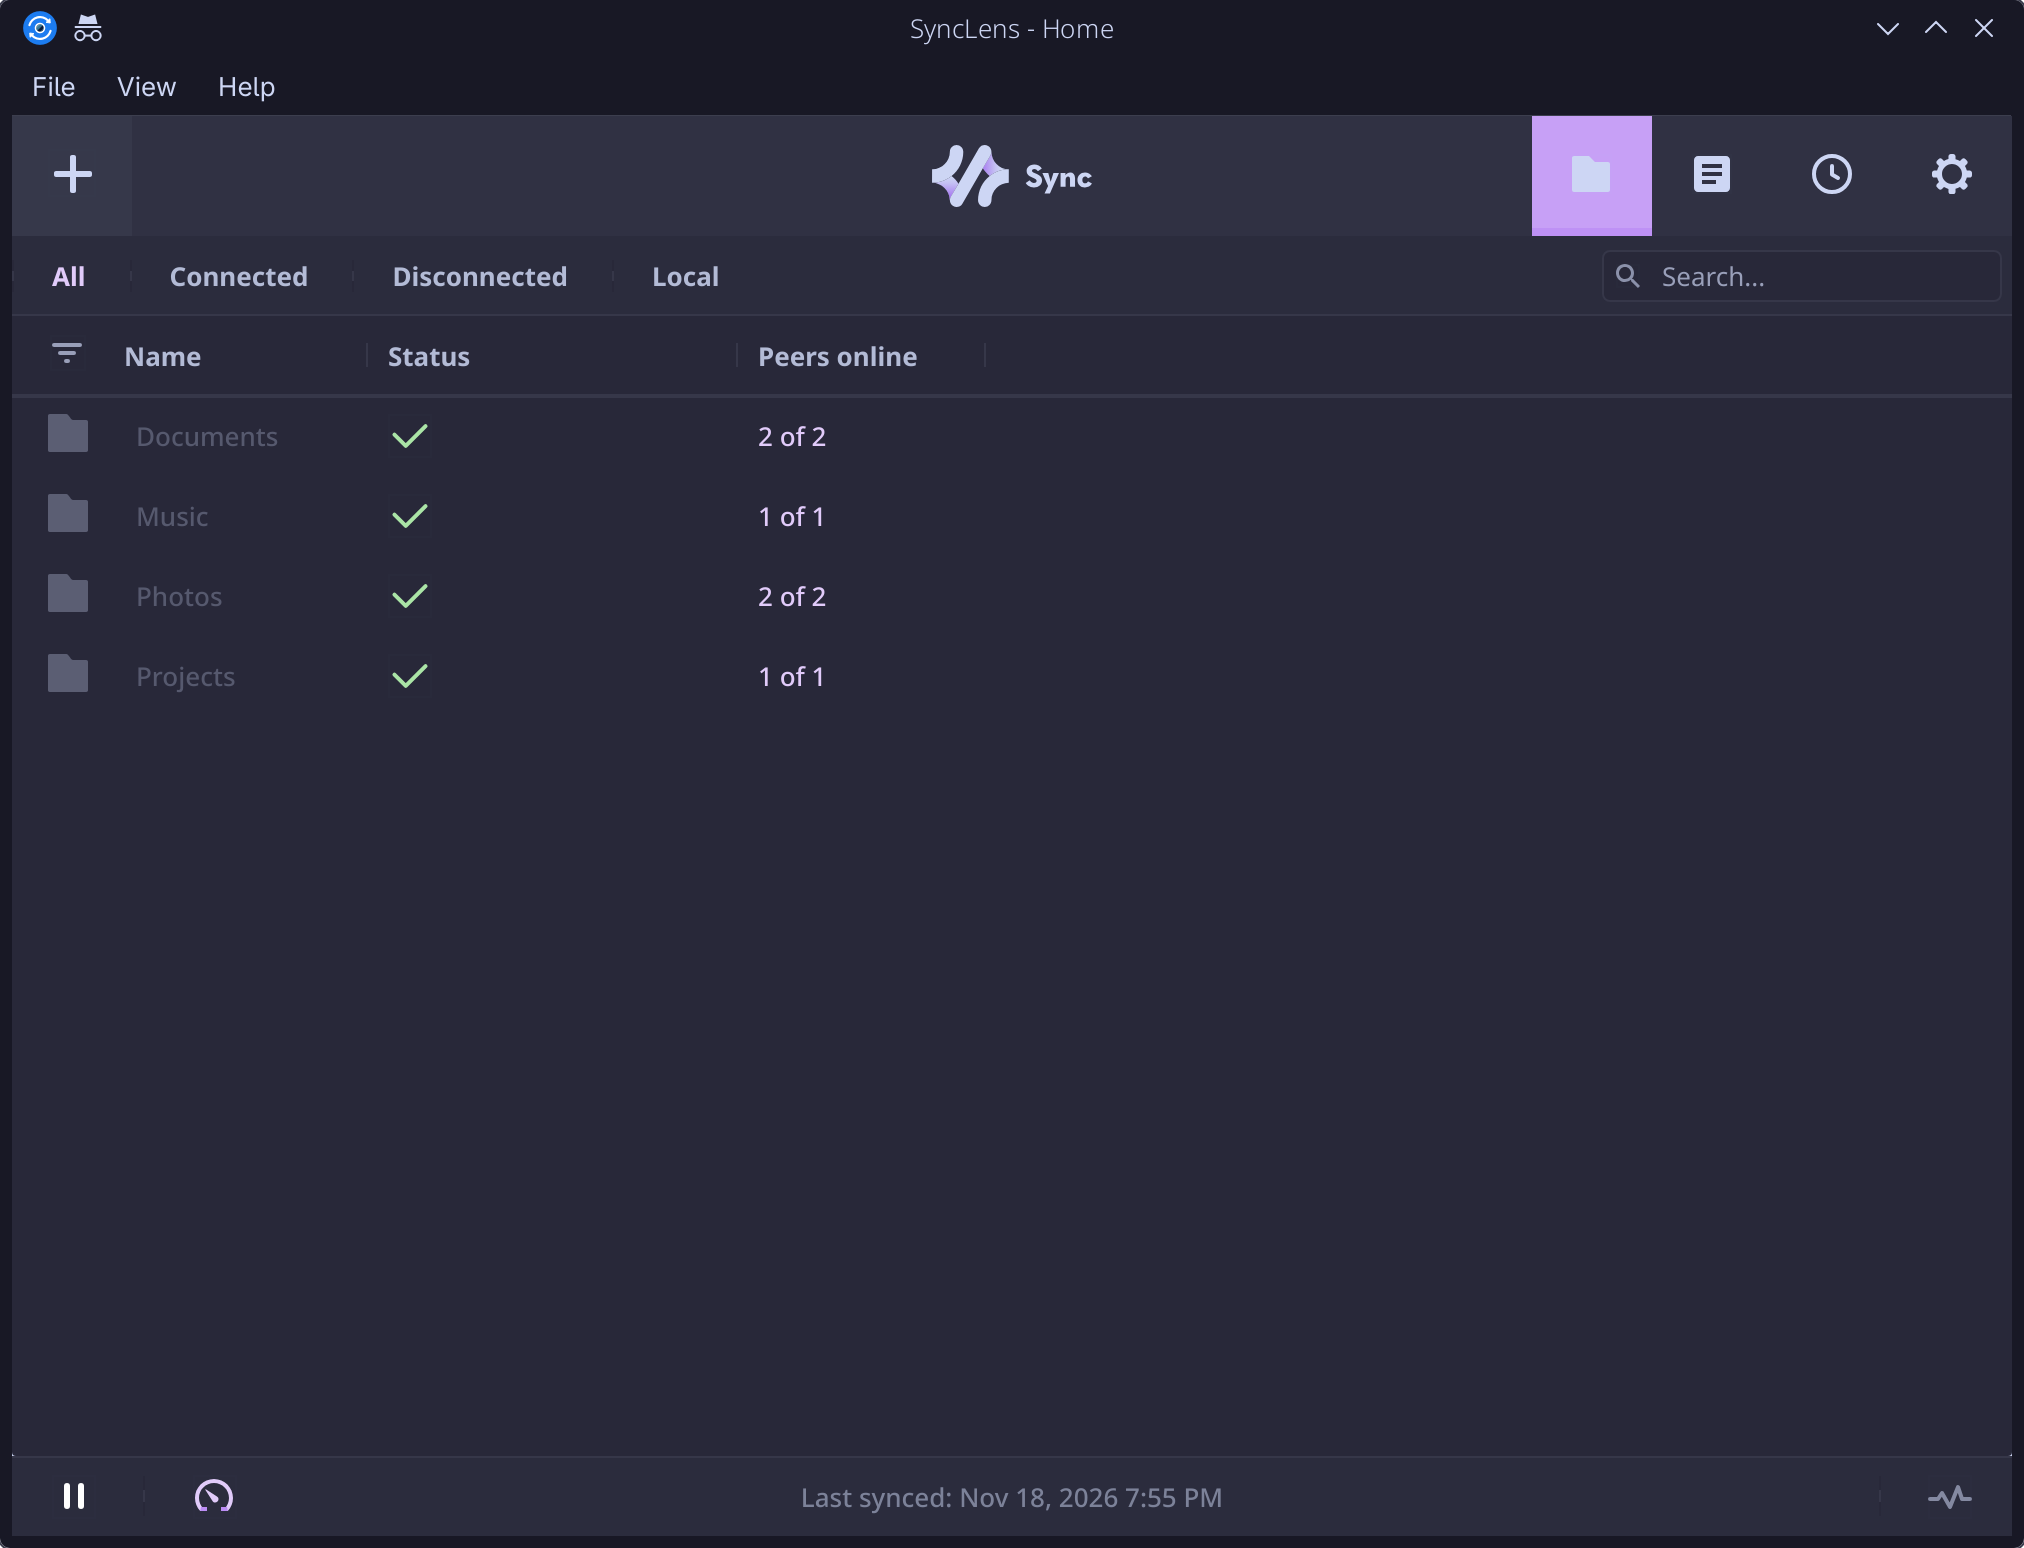 SyncLens - Home
File View Help
Sync
All Connected Disconnected Local Search...
Name Status Peers online
Documents 2 of 2
Music 1 of 1
Photos 2 of 2
Projects 1 of 1
Last synced: Nov 18, 2026 7:55 PM